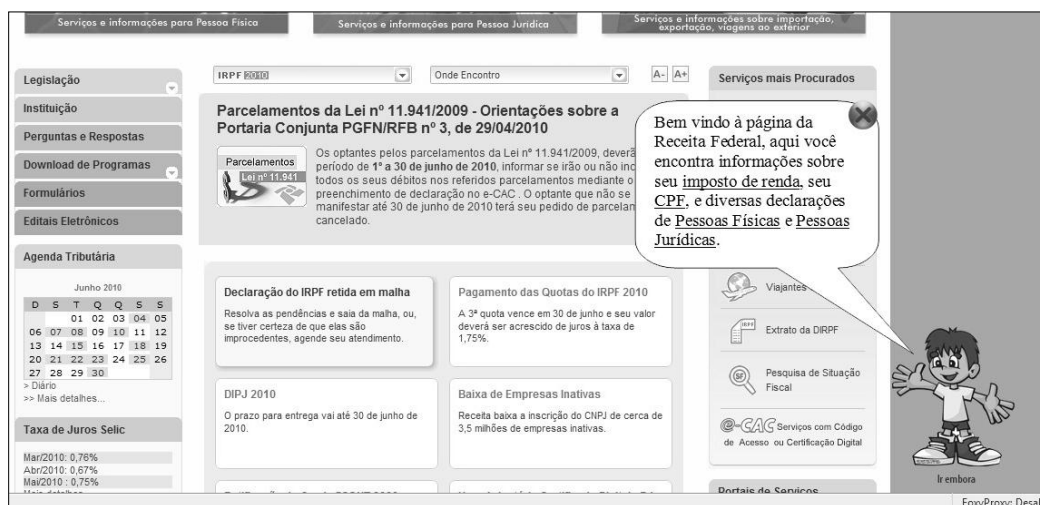 Serviços e informações para Pessoa Física
Serviços e informações para Pessoa Jurídica
Serviços e informações sobre importação,
exportação, viagens ao exterior
Legislação
Instituição
Perguntas e Respostas
Download de Programas
Formulários
Editais Eletrônicos
Agenda Tributária
Junho 2010
D S T Q Q S S
01 02 03 04 05
06 07 08 09 10 11 12
13 14 15 16 17 18 19
20 21 22 23 24 25 26
27 28 29 30
> Diário
>> Mais detalhes...
Taxa de Juros Selic
Mar/2010: 0,76%
Abr/2010: 0,67%
Mai/2010 : 0,75%
Mais detalhes
IRPF 2010
Onde Encontro
A- A+
Parcelamentos da Lei nº 11.941/2009 - Orientações sobre a
Portaria Conjunta PGFN/RFB nº 3, de 29/04/2010
Parcelamentos
Lei nº 11.941
Os optantes pelos parcelamentos da Lei nº 11.941/2009, deverã
período de 1º a 30 de junho de 2010, informar se irão ou não inc
todos os seus débitos nos referidos parcelamentos mediante o
preenchimento de declaração no e-CAC . O optante que não se
manifestar até 30 de junho de 2010 terá seu pedido de parcelam
cancelado.
Declaração do IRPF retida em malha
Resolva as pendências e saia da malha, ou,
se tiver certeza de que elas são
improcedentes, agende seu atendimento.
Pagamento das Quotas do IRPF 2010
A 3ª quota vence em 30 de junho e seu valor
deverá ser acrescido de juros à taxa de
1,75%.
DIPJ 2010
O prazo para entrega vai até 30 de junho de
2010.
Baixa de Empresas Inativas
Receita baixa a inscrição do CNPJ de cerca de
3,5 milhões de empresas inativas.
Serviços mais Procurados
Bem vindo à página da
Receita Federal, aqui você
encontra informações sobre
seu imposto de renda, seu
CPF, e diversas declarações
de Pessoas Físicas e Pessoas
Jurídicas.
Viajantes
IRPF
Extrato da DIRPF
SF
Pesquisa de Situação
Fiscal
e-CAC Serviços com Código
de Acesso ou Certificação Digital
Portais de Serviços
Ir embora
FoxyProxy: Desal